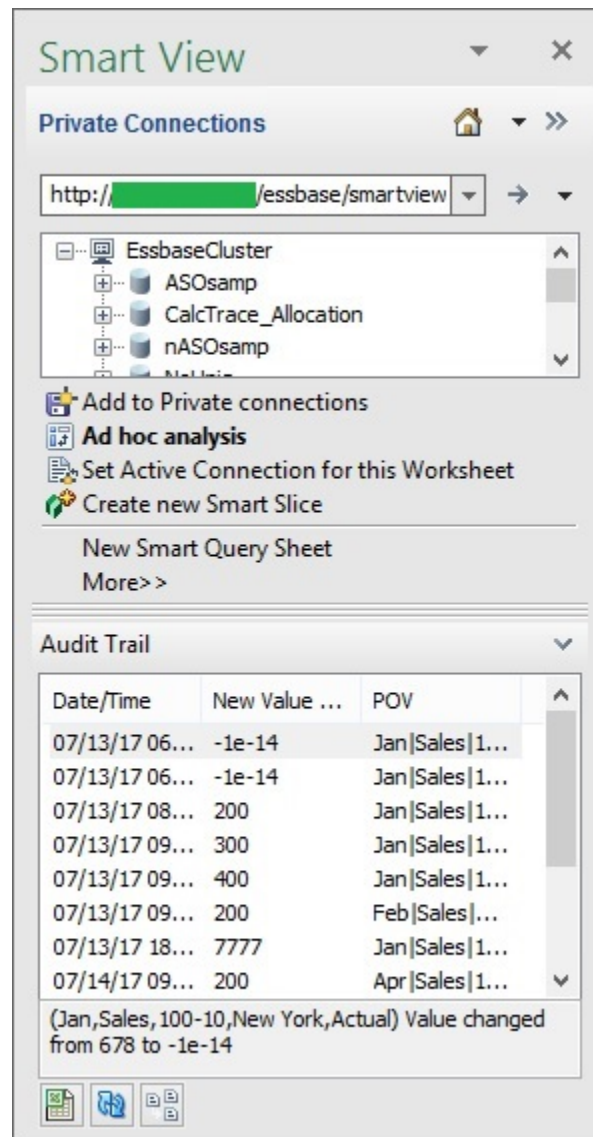 Smart View
Private Connections
http:// /essbase/smartview
EssbaseCluster
ASOsamp
CalcTrace_Allocation
nASOsamp
Add to Private connections
Ad hoc analysis
Set Active Connection for this Worksheet
Create new Smart Slice
New Smart Query Sheet
More>>
Audit Trail
Date/Time New Value ... POV
07/13/17 06... -1e-14 Jan|Sales|1...
07/13/17 06... -1e-14 Jan|Sales|1...
07/13/17 08... 200 Jan|Sales|1...
07/13/17 09... 300 Jan|Sales|1...
07/13/17 09... 400 Jan|Sales|1...
07/13/17 09... 200 Feb|Sales|...
07/13/17 18... 7777 Jan|Sales|1...
07/14/17 09... 200 Apr|Sales|1...
(Jan,Sales,100-10,New York,Actual) Value changed
from 678 to -1e-14